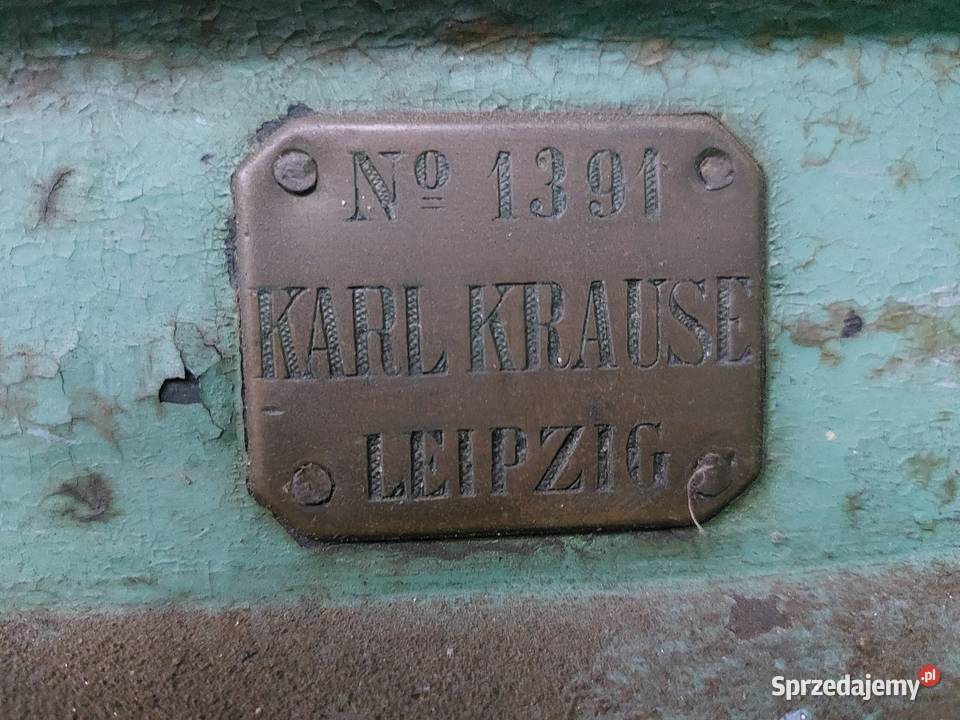 Nº 1391
KARL KRAUSE
LEIPZIG
Sprzedajemy.pl